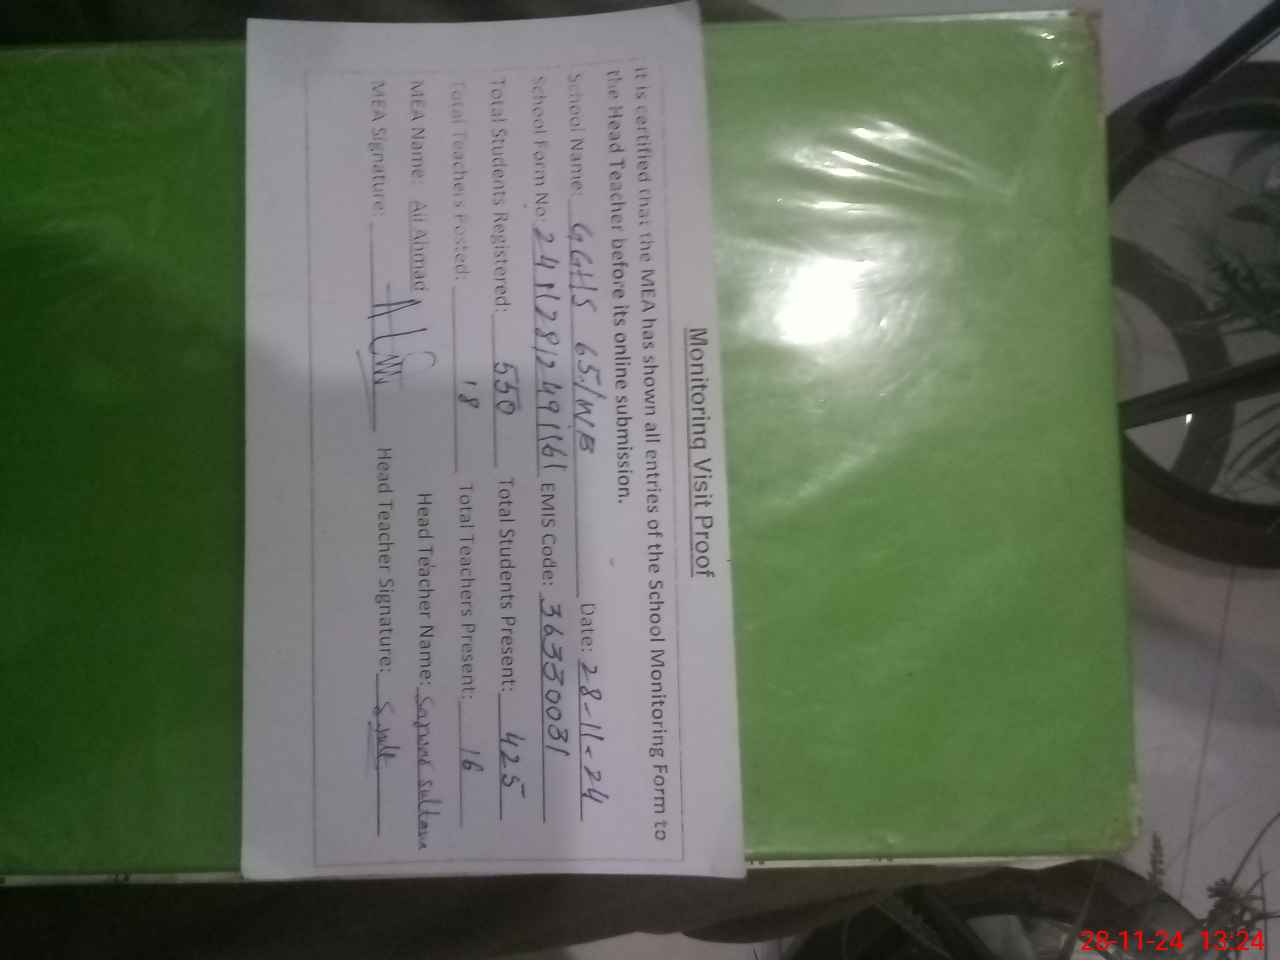 Monitoring Visit Proof
it is certified that the MEA has shown all entries of the School Monitoring Form to
the Head Teacher before its online submission.
School Name: GGHS 65/WB Date: 28-11-24
School Form No: EMIS Code: 36330031
Total Students Registered: 550 Total Students Present: 425
Total Teachers Posted: 18 Total Teachers Present: 16
MEA Name: Ali Ahmad Head Teacher Name: Sarwar Sultana
MEA Signature: Head Teacher Signature:
28-11-24 13:24